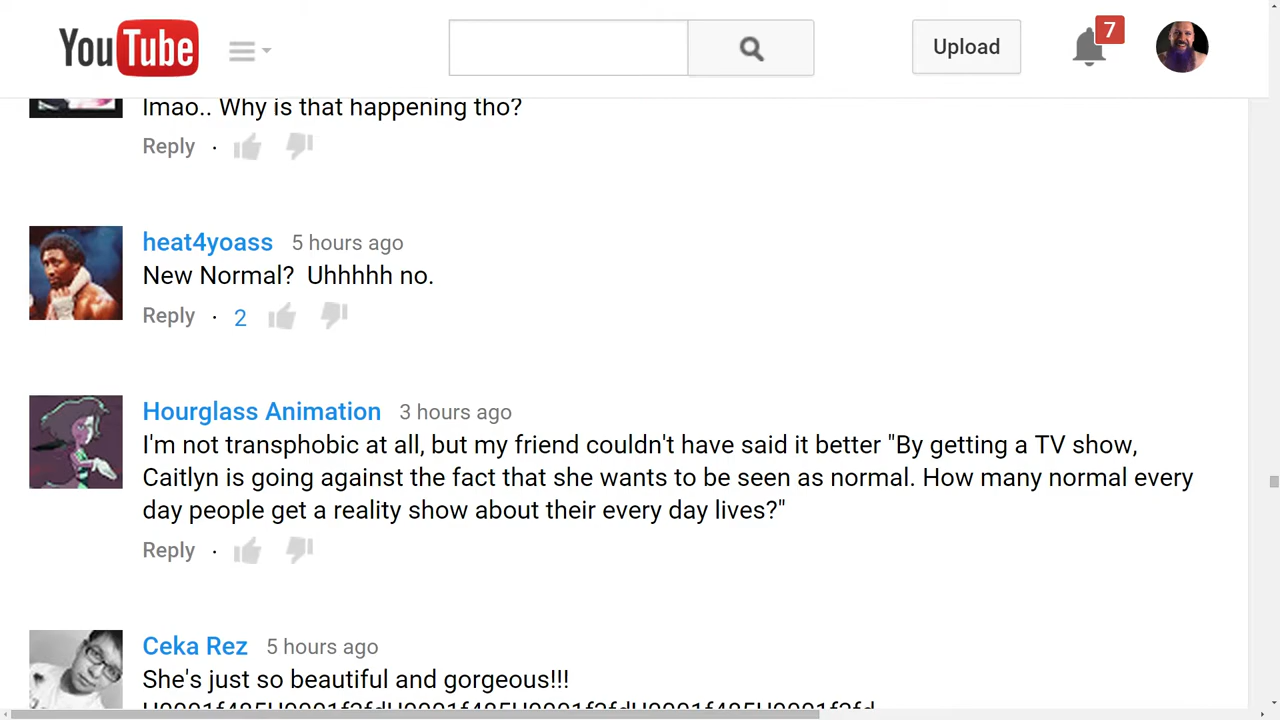 YouTube
Upload
7
lmao.. Why is that happening tho?
Reply ·
heat4yoass 5 hours ago
New Normal? Uhhhhh no.
Reply · 2
Hourglass Animation 3 hours ago
I'm not transphobic at all, but my friend couldn't have said it better "By getting a TV show,
Caitlyn is going against the fact that she wants to be seen as normal. How many normal every
day people get a reality show about their every day lives?"
Reply ·
Ceka Rez 5 hours ago
She's just so beautiful and gorgeous!!!